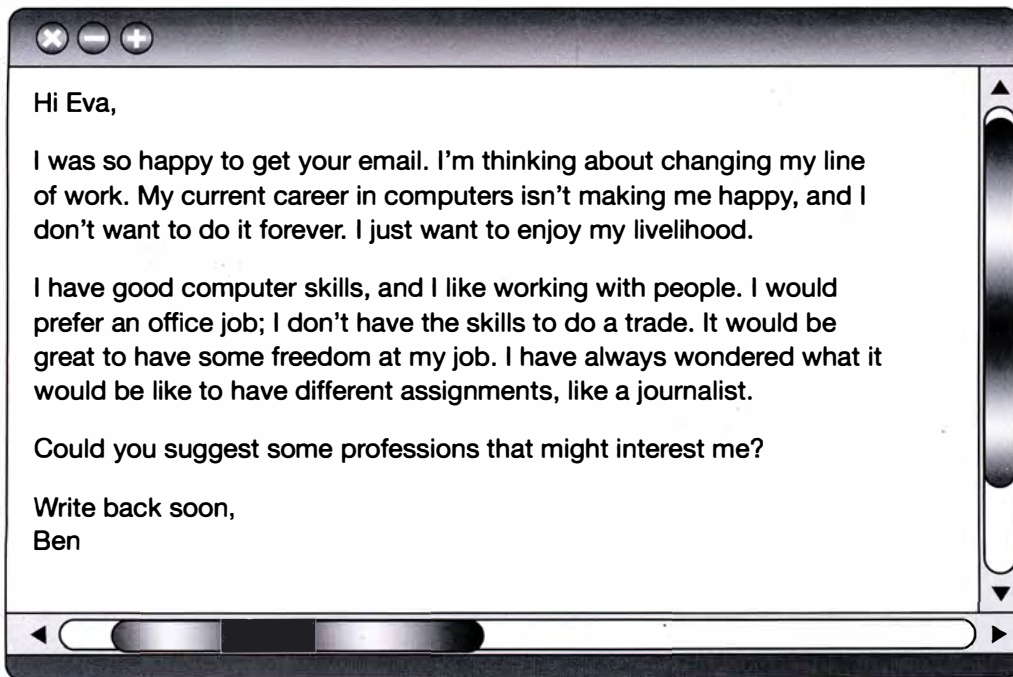 Hi Eva,
I was so happy to get your email. I'm thinking about changing my line
of work. My current career in computers isn't making me happy, and I
don't want to do it forever. I just want to enjoy my livelihood.
I have good computer skills, and I like working with people. I would
prefer an office job; I don't have the skills to do a trade. It would be
great to have some freedom at my job. I have always wondered what it
would be like to have different assignments, like a journalist.
Could you suggest some professions that might interest me?
Write back soon,
Ben